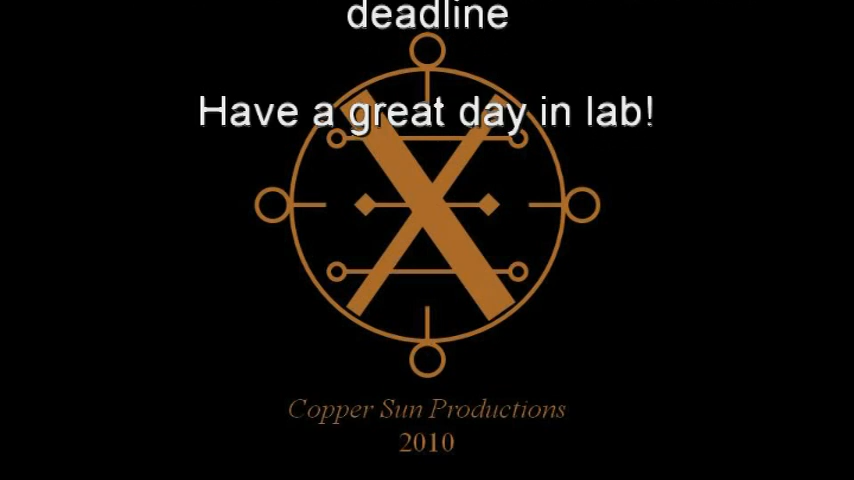 deadline
Have a great day in lab!
X
Copper Sun Productions
2010